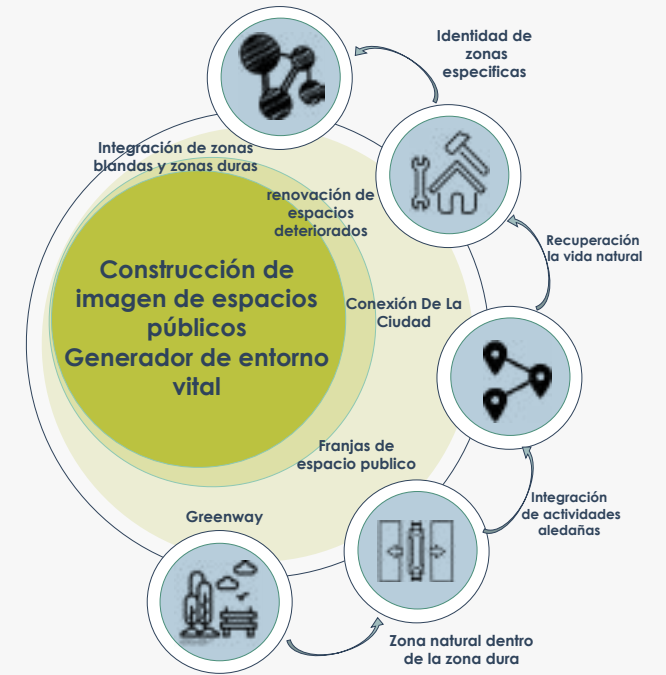 Identidad de
zonas
especificas
Integración de zonas
blandas y zonas duras
renovación de
espacios
deteriorados
Recuperación
la vida natural
Construcción de
imagen de espacios
públicos
Generador de entorno
vital
Conexión De La
Ciudad
Franjas de
espacio publico
Integración
de actividades
aledañas
Greenway
Zona natural dentro
de la zona dura